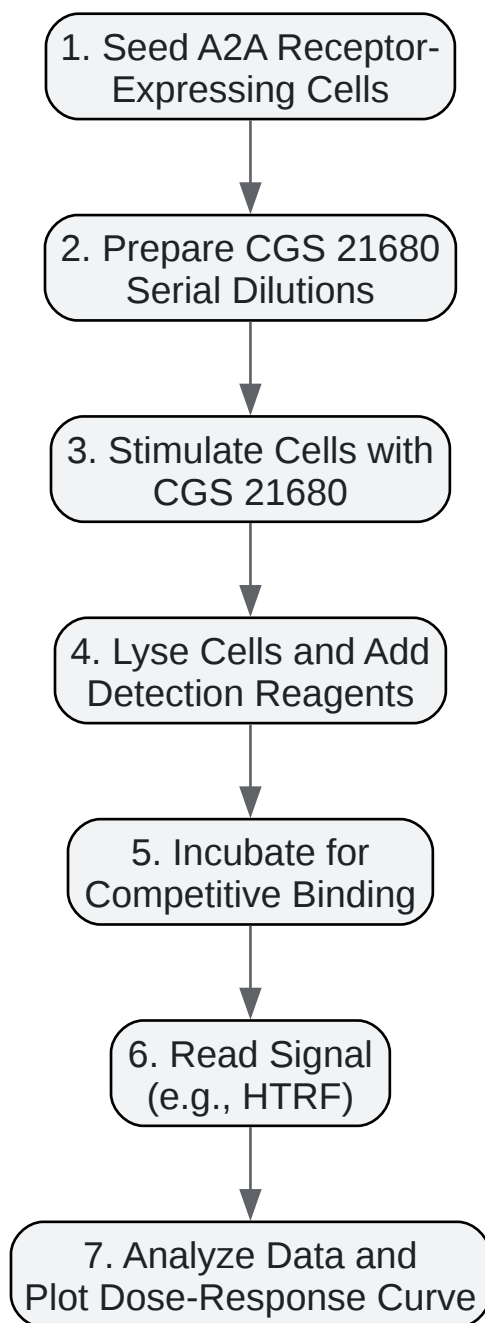 1. Seed A2A Receptor-
Expressing Cells
2. Prepare CGS 21680
Serial Dilutions
3. Stimulate Cells with
CGS 21680
4. Lyse Cells and Add
Detection Reagents
5. Incubate for
Competitive Binding
6. Read Signal
(e.g., HTRF)
7. Analyze Data and
Plot Dose-Response Curve